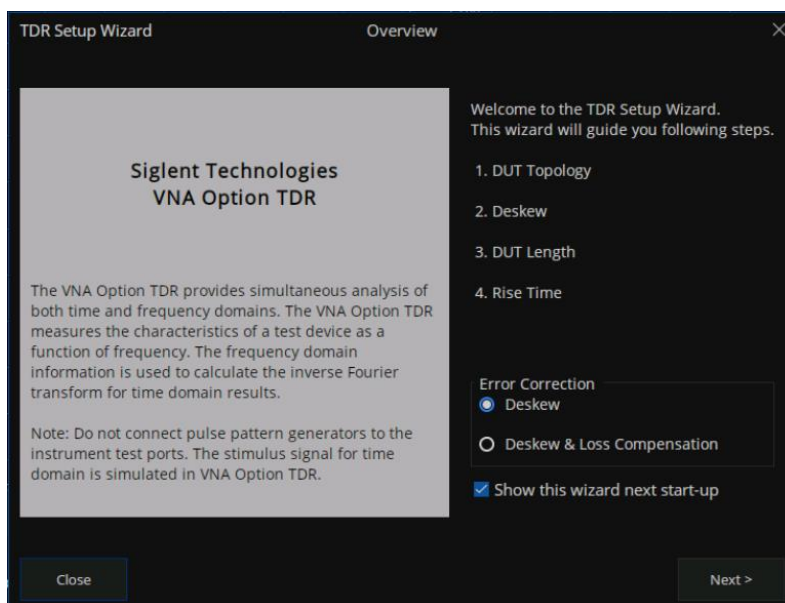 TDR Setup Wizard
Overview
Siglent Technologies
VNA Option TDR
The VNA Option TDR provides simultaneous analysis of
both time and frequency domains. The VNA Option TDR
measures the characteristics of a test device as a
function of frequency. The frequency domain
information is used to calculate the inverse Fourier
transform for time domain results.
Note: Do not connect pulse pattern generators to the
instrument test ports. The stimulus signal for time
domain is simulated in VNA Option TDR.
Welcome to the TDR Setup Wizard.
This wizard will guide you following steps.
1. DUT Topology
2. Deskew
3. DUT Length
4. Rise Time
Error Correction
Deskew
Deskew & Loss Compensation
Show this wizard next start-up
Close
Next >